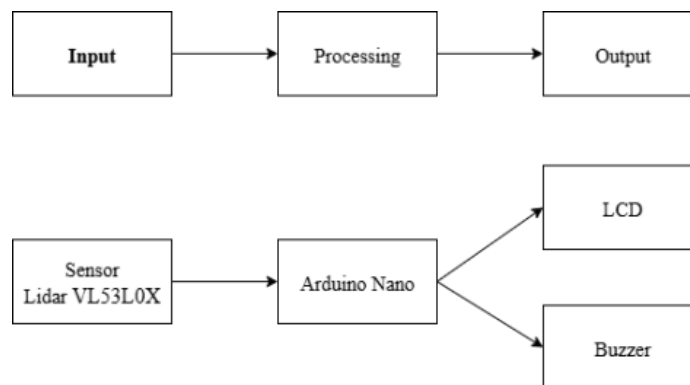 Input
Processing
Output
LCD
Sensor
Lidar VL53L0X
Arduino Nano
Buzzer